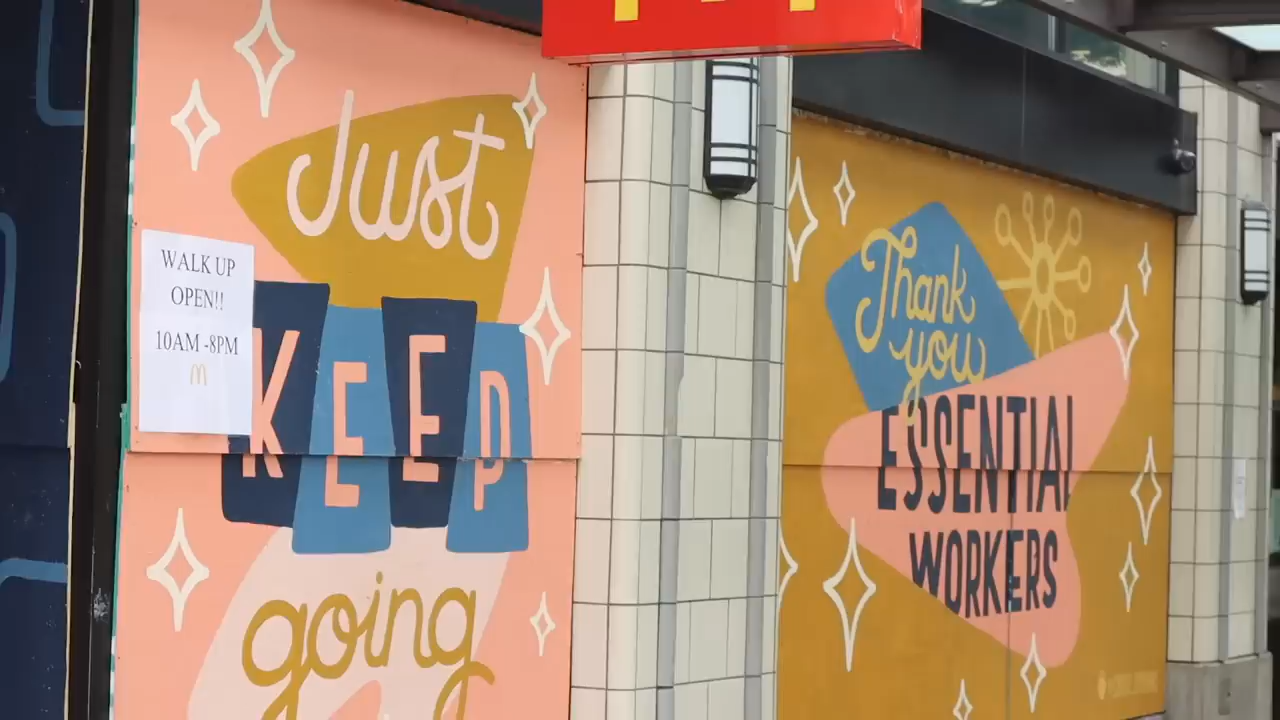 Just
KEEP
going
WALK UP
OPEN!!
10AM -8PM
Thank
you
ESSENTIAL
WORKERS